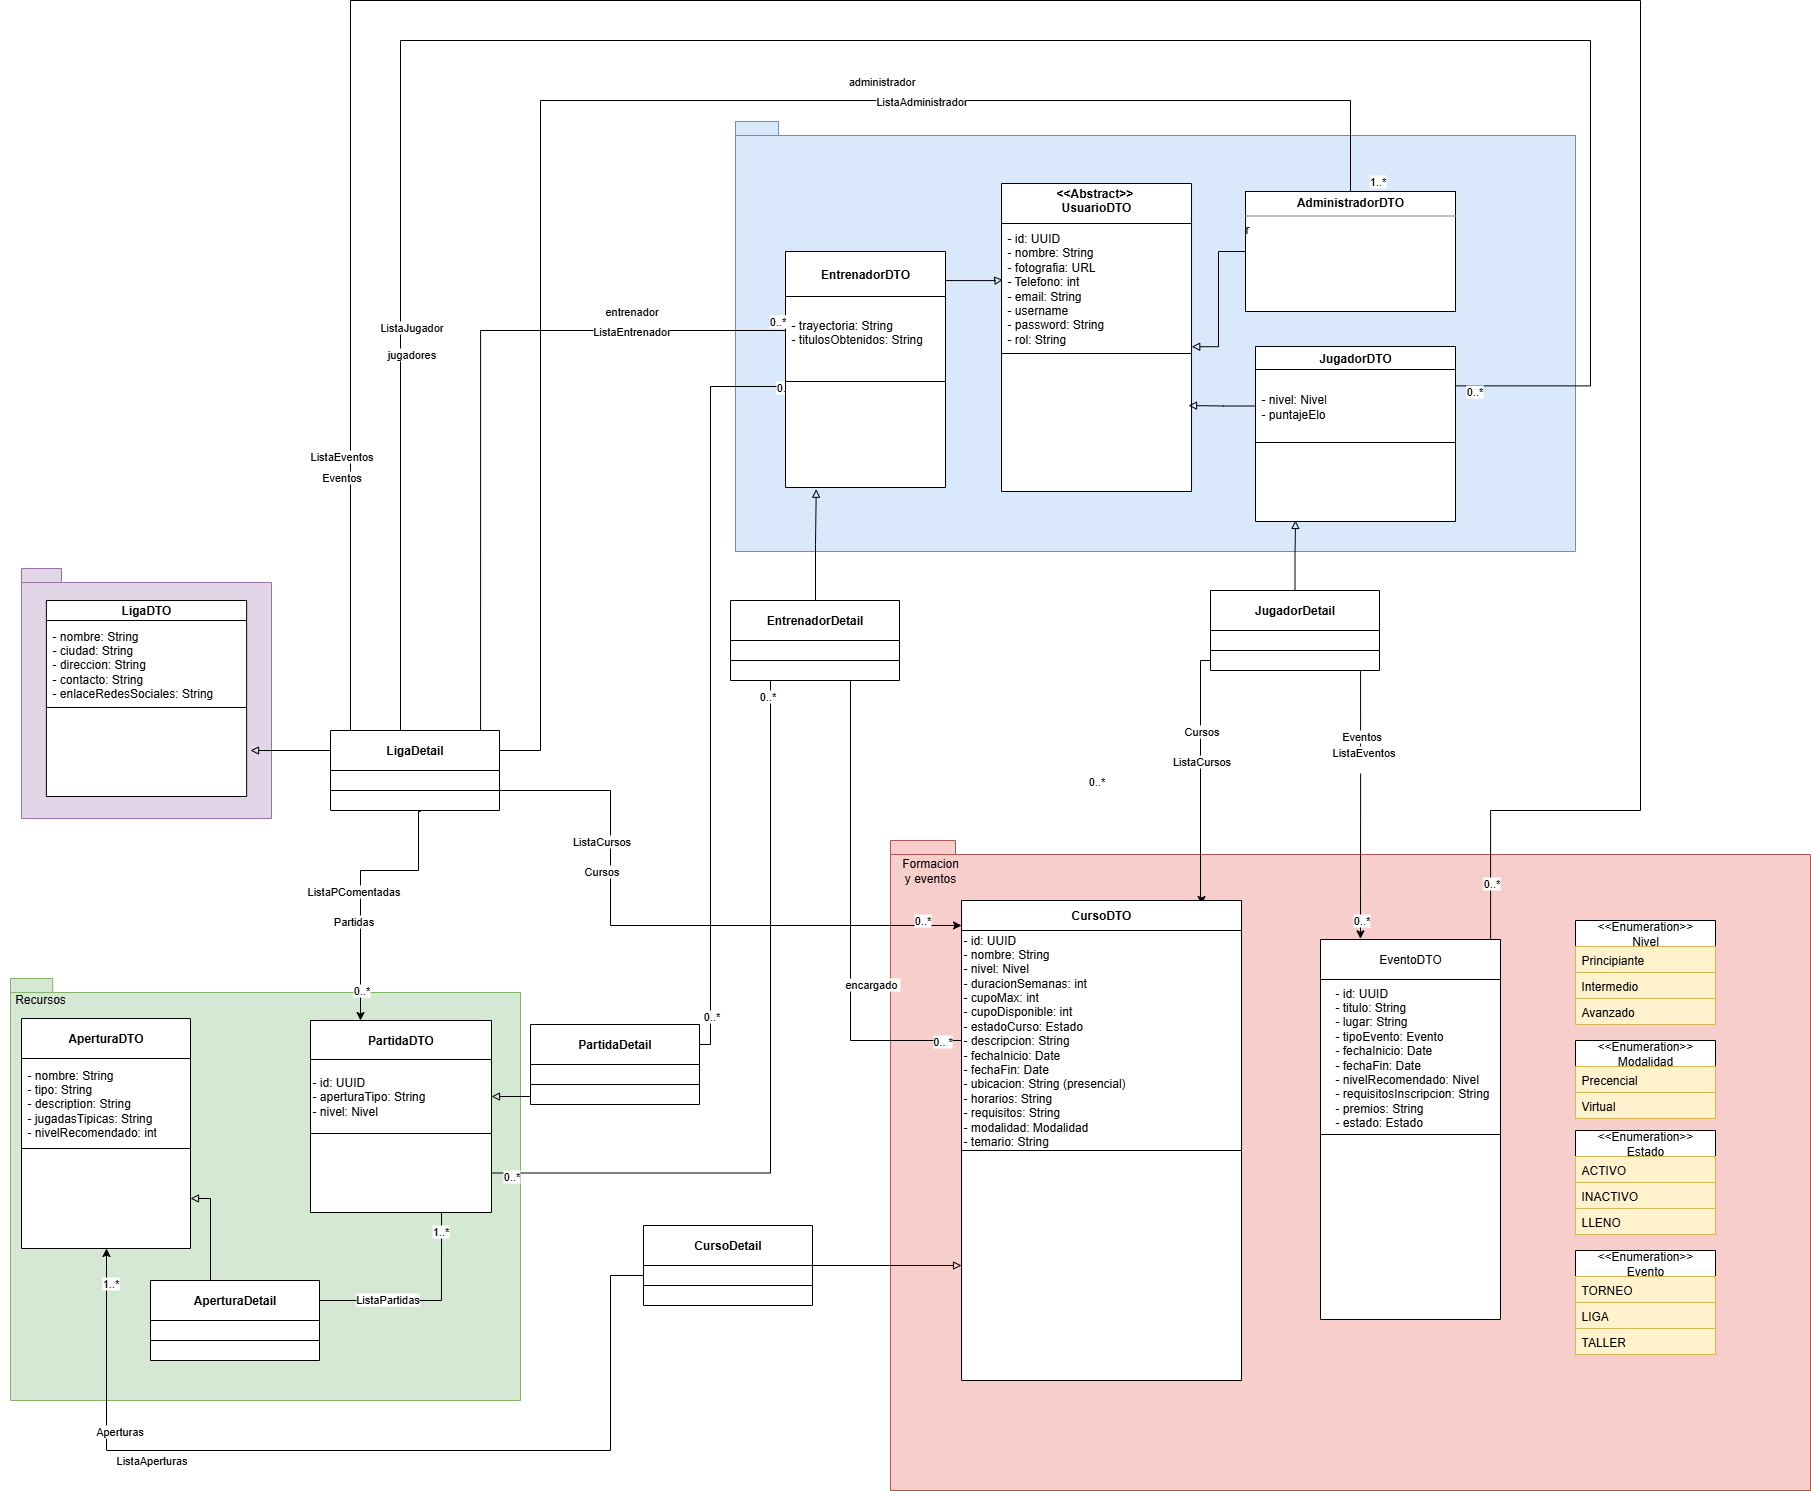 administrador
ListaAdministrador
1..*
<<Abstract>>
UsuarioDTO
- id: UUID
- nombre: String
- fotografia: URL
- Telefono: int
- email: String
- username
- password: String
- rol: String
AdministradorDTO
r
EntrenadorDTO
- trayectoria: String
- titulosObtenidos: String
0..*
0.
entrenador
ListaEntrenador
ListaJugador
jugadores
JugadorDTO
- nivel: Nivel
- puntajeElo
0..*
ListaEventos
Eventos
LigaDTO
- nombre: String
- ciudad: String
- direccion: String
- contacto: String
- enlaceRedesSociales: String
EntrenadorDetail
0..*
JugadorDetail
LigaDetail
Cursos
ListaCursos
Eventos
ListaEventos
0..*
ListaCursos
Cursos
ListaPComentadas
Partidas
0..*
Formacion
y eventos
0..*
CursoDTO
- id: UUID
- nombre: String
- nivel: Nivel
- duracionSemanas: int
- cupoMax: int
- cupoDisponible: int
- estadoCurso: Estado
- descripcion: String
- fechaInicio: Date
- fechaFin: Date
- ubicacion: String (presencial)
- horarios: String
- requisitos: String
- modalidad: Modalidad
- temario: String
encargado
0.. *
0..*
0..*
EventoDTO
- id: UUID
- titulo: String
- lugar: String
- tipoEvento: Evento
- fechaInicio: Date
- fechaFin: Date
- nivelRecomendado: Nivel
- requisitosInscripcion: String
- premios: String
- estado: Estado
<<Enumeration>>
Nivel
Principiante
Intermedio
Avanzado
<<Enumeration>>
Modalidad
Precencial
Virtual
<<Enumeration>>
Estado
ACTIVO
INACTIVO
LLENO
<<Enumeration>>
Evento
TORNEO
LIGA
TALLER
Recursos
AperturaDTO
- nombre: String
- tipo: String
- description: String
- jugadasTipicas: String
- nivelRecomendado: int
PartidaDTO
- id: UUID
- aperturaTipo: String
- nivel: Nivel
PartidaDetail
0..*
0..*
1..*
1..*
AperturaDetail
ListaPartidas
CursoDetail
Aperturas
ListaAperturas